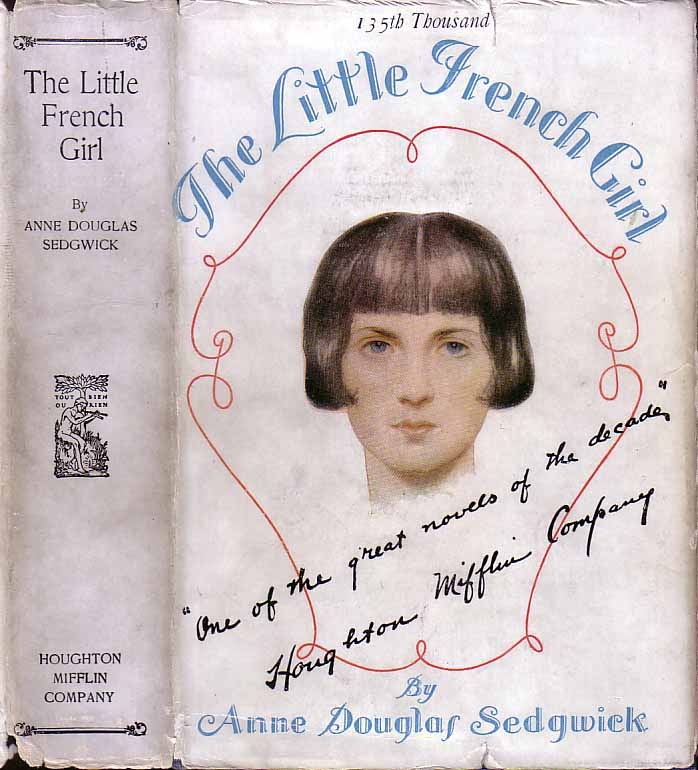 The Little
French
Girl
By
ANNE DOUGLAS
SEDGWICK
TOUT BIEN
OU RIEN
HOUGHTON
MIFFLIN
COMPANY
135th Thousand
The Little French Girl
"One of the great novels of the decade"
Houghton Mifflin Company
By
Anne Douglas Sedgwick